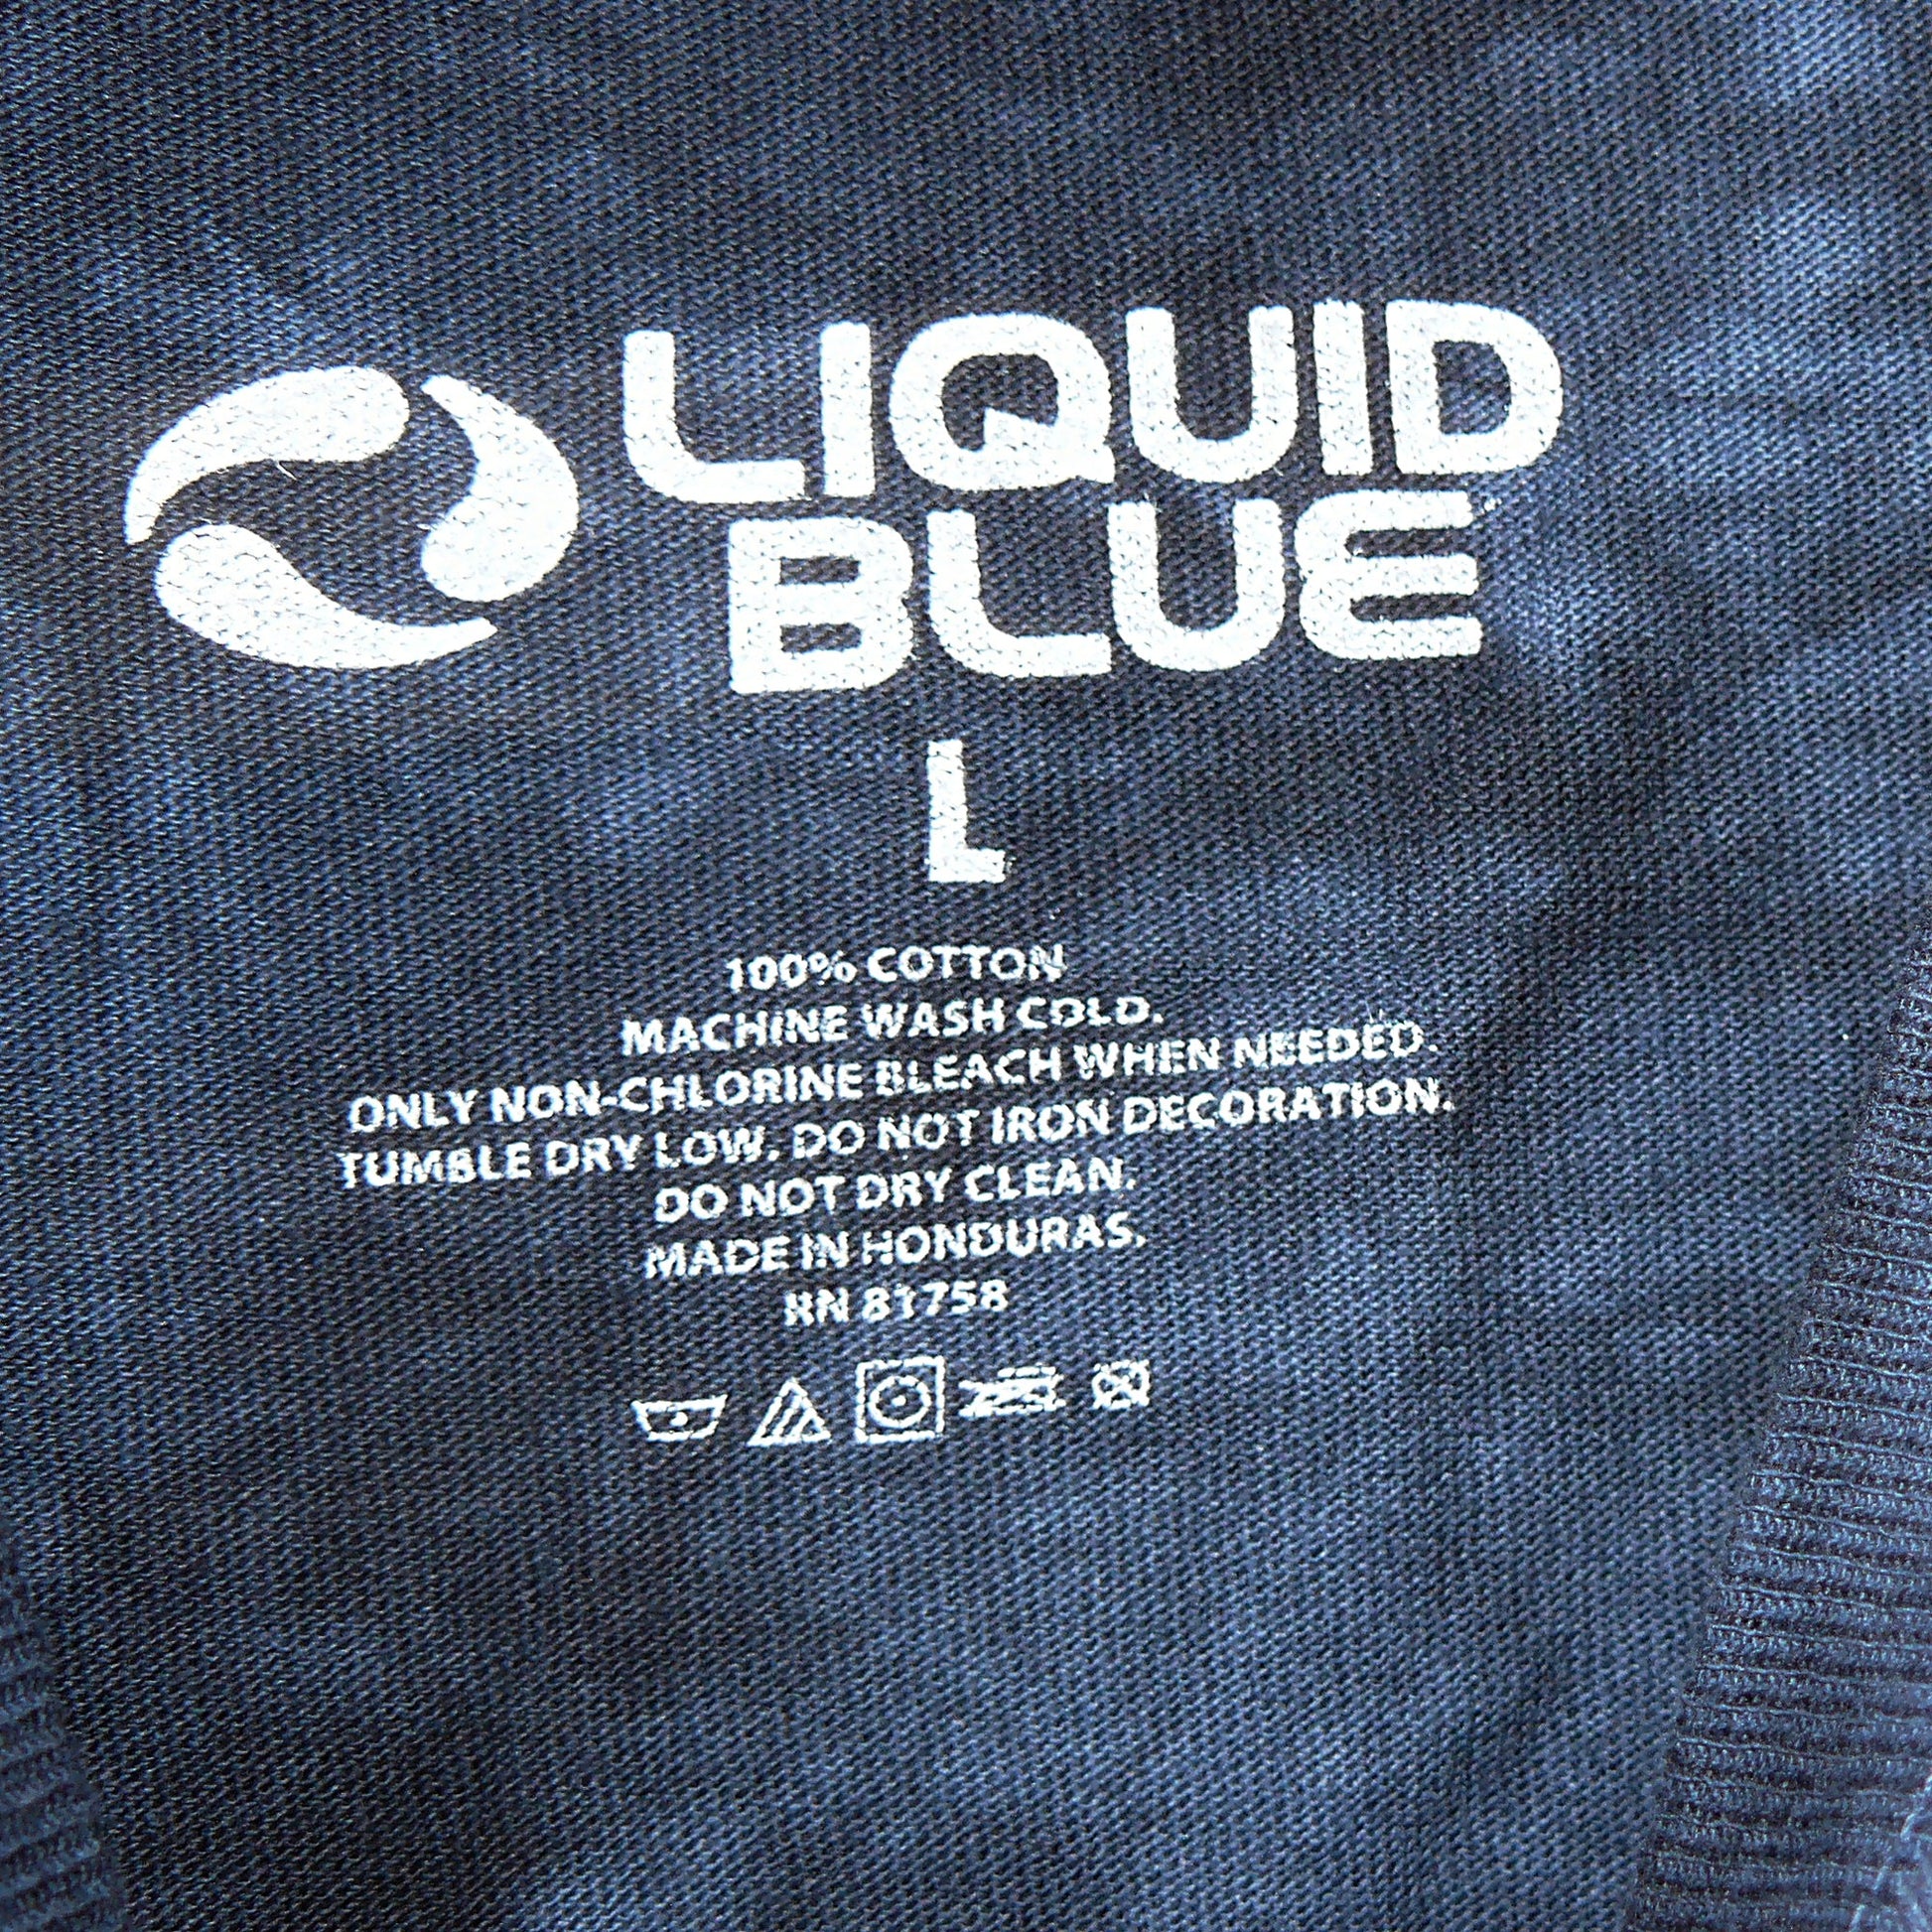 LIQUID
BLUE
L
100% COTTON
MACHINE WASH COLD.
ONLY NON-CHLORINE BLEACH WHEN NEEDED.
TUMBLE DRY LOW. DO NOT IRON DECORATION.
DO NOT DRY CLEAN.
MADE IN HONDURAS.
RN 81758